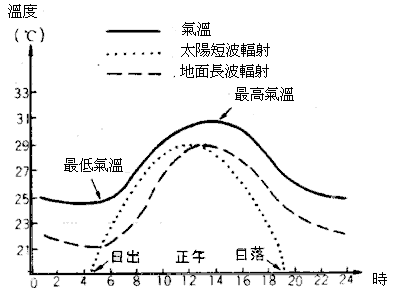 溫度
(℃)
氣溫
太陽短波輻射
地面長波輻射
33
31
29
27
25
23
21
最高氣溫
最低氣溫
日出
正午
日落
0 2 4 6 8 10 12 14 16 18 20 22 24 時